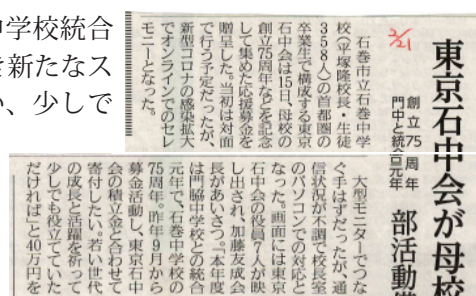 中学校統合
を新たなス
い、少しで
3/21
東京石中会が母校
創立75周年
門中と統合元年
部活動
石巻市立石巻中学
校(平塚隆校長・生徒
358人)の首都圏の
卒業生で構成する東京
石中会は15日、母校の
創立75周年などを記念
して集めた応援募金を
贈呈した。当初は対面
で行う予定だったが、
新型コロナの感染拡大
でオンラインでのセレ
モニーとなった。
大型モニターでつな
ぐ手はずだったが、通
信状況が不調で校長室
のパソコンでの対応と
なった。画面には東京
石中会の役員7人が映
し出され、加藤友成会
長があいさつ。「本年度
は門脇中学校との統合
元年で、石巻中学校の
75周年。昨年9月から
募金活動し、東京石中
会の積立金と合わせて
寄付したい。若い世代
の成長と活躍を祈って
少しでも役立てていた
だければ」と40万円を